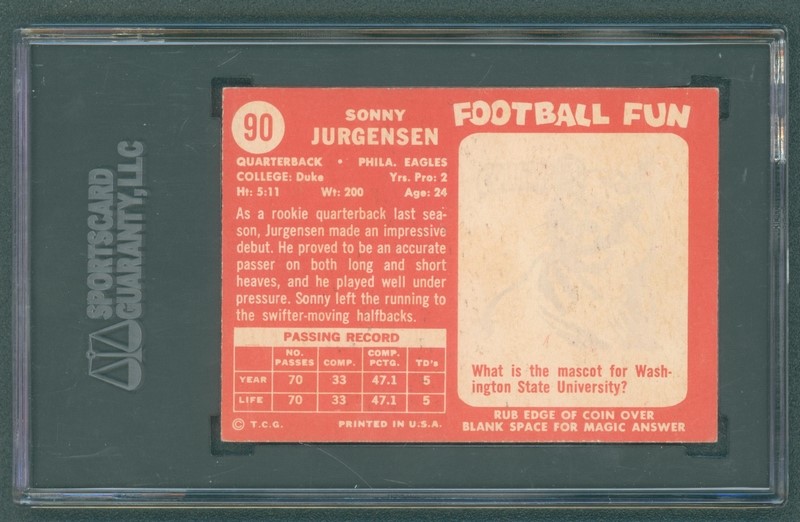 SPORTSCARD
GUARANTY, LLC
90
SONNY
JURGENSEN
QUARTERBACK • PHILA. EAGLES
COLLEGE: Duke Yrs. Pro: 2
Ht: 5:11 Wt: 200 Age: 24
As a rookie quarterback last sea-
son, Jurgensen made an impressive
debut. He proved to be an accurate
passer on both long and short
heaves, and he played well under
pressure. Sonny left the running to
the swifter-moving halfbacks.
PASSING RECORD
NO. PASSES COMP. COMP. PCTG. TD's
YEAR 70 33 47.1 5
LIFE 70 33 47.1 5
© T.C.G. PRINTED IN U.S.A.
FOOTBALL FUN
What is the mascot for Wash-
ington State University?
RUB EDGE OF COIN OVER
BLANK SPACE FOR MAGIC ANSWER